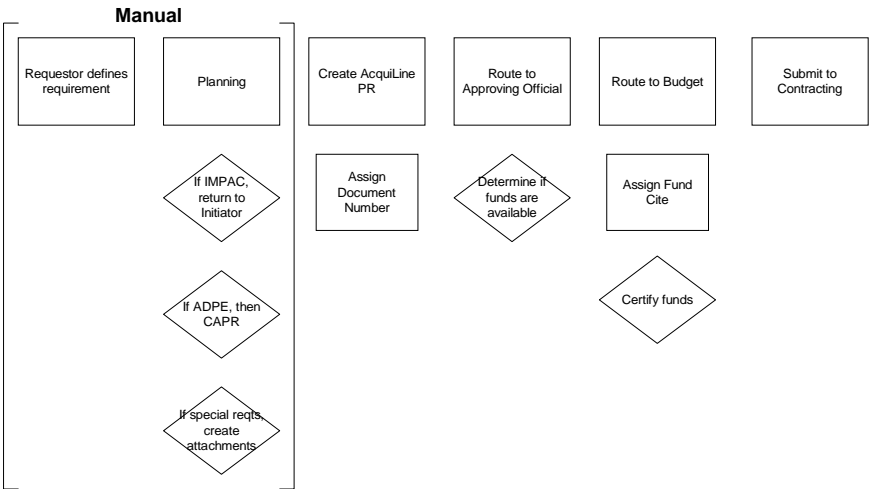 Manual
Requestor defines
requirement
Planning
Create AcquiLine
PR
Route to
Approving Official
Route to Budget
Submit to
Contracting
If IMPAC,
return to
Initiator
Assign
Document
Number
Determine if
funds are
available
Assign Fund
Cite
If ADPE, then
CAPR
Certify funds
If special reqts,
create
attachments